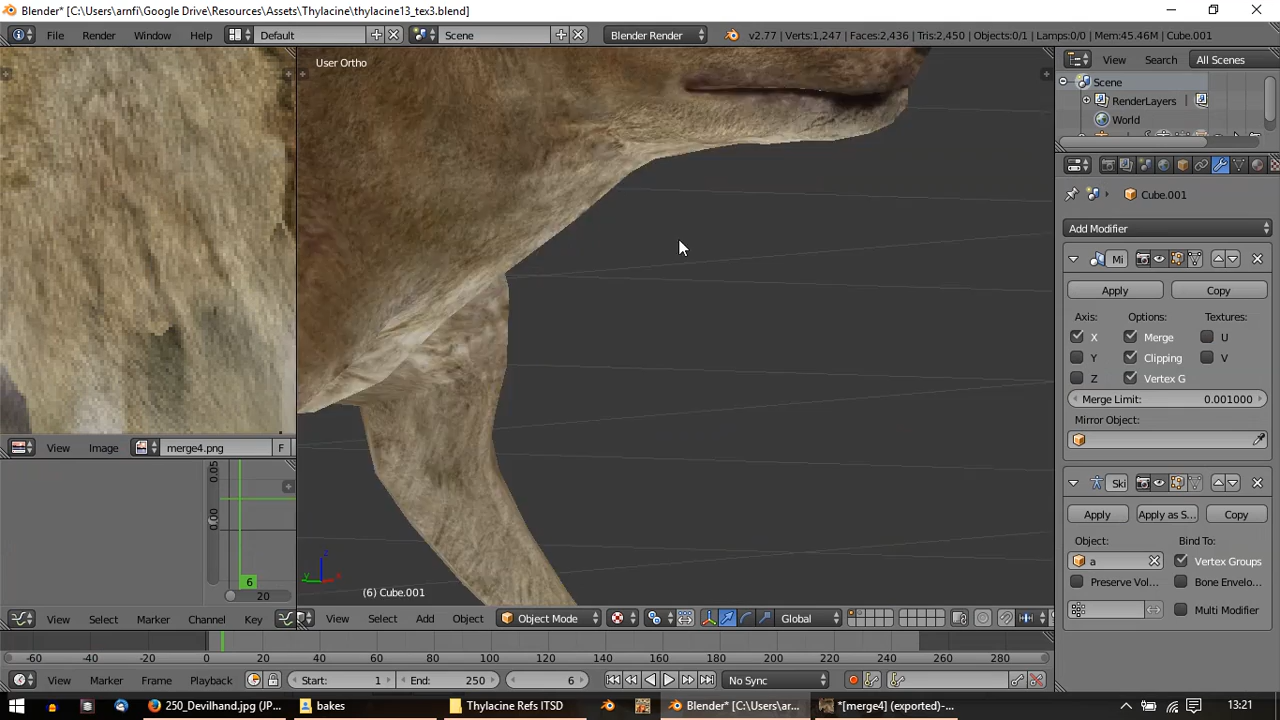 Blender* [C:\Users\arnfi\Google Drive\Resources\Assets\Thylacine\thylacine13_tex3.blend]
File Render Window Help Default Scene Blender Render v2.77 | Verts:1,247 | Faces:2,436 | Tris:2,450 | Objects:0/1 | Lamps:0/0 | Mem:45.46M | Cube.001
User Ortho
View Search All Scenes
Scene
RenderLayers
World
Cube.001
Add Modifier
Mi
Apply Copy
Axis: Options: Textures:
X Merge U
Y Clipping V
Z Vertex G
Merge Limit: 0.001000
Mirror Object:
View Image merge4.png F
Ski
Apply Apply as S... Copy
Object: Bind To:
a Vertex Groups
Preserve Vol... Bone Envelo...
Multi Modifier
0.05
0.00
6
20
z
y x
(6) Cube.001
View Select Marker Channel Key
View Select Add Object Object Mode Global
-60 -40 -20 0 20 40 60 80 100 120 140 160 180 200 220 240 260 280
View Marker Frame Playback Start: 1 End: 250 6 No Sync
250_Devilhand.jpg (JP... bakes Thylacine Refs ITSD Blender* [C:\Users\ar... *[merge4] (exported)-... 13:21